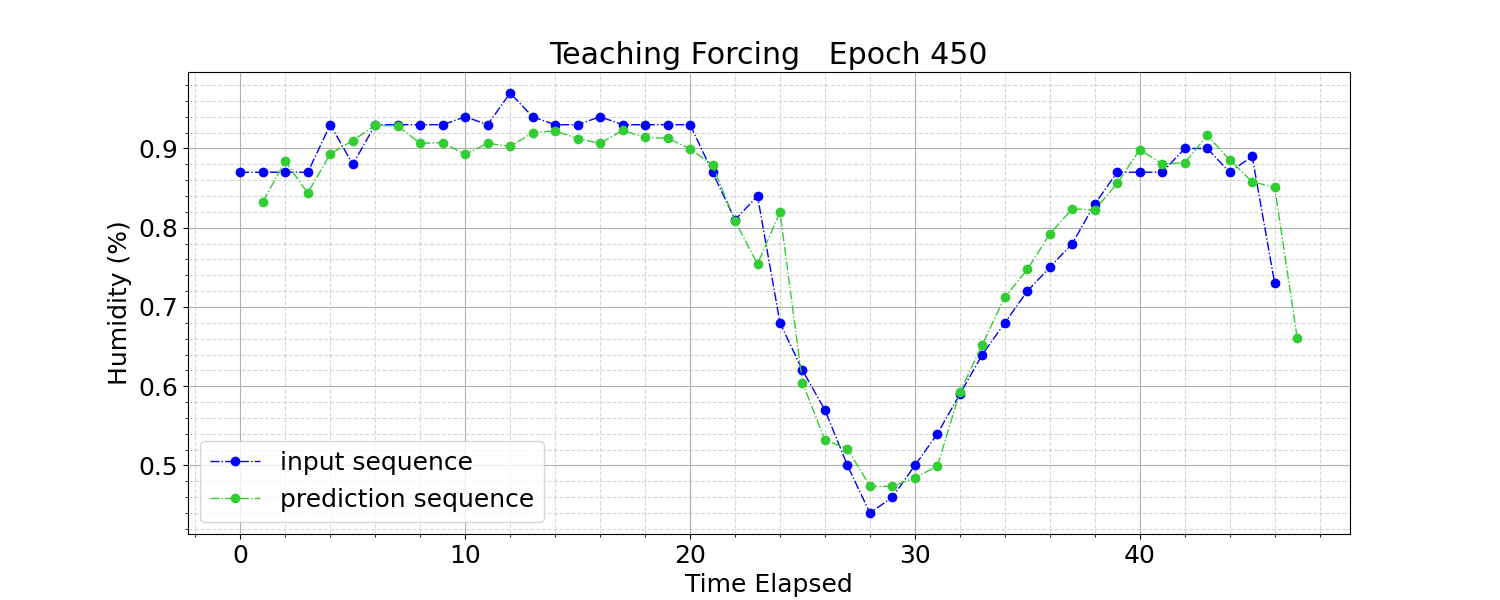 Teaching Forcing   Epoch 450
Humidity (%)
0.9
0.8
0.7
0.6
0.5
input sequence
prediction sequence
0 10 20 30 40
Time Elapsed